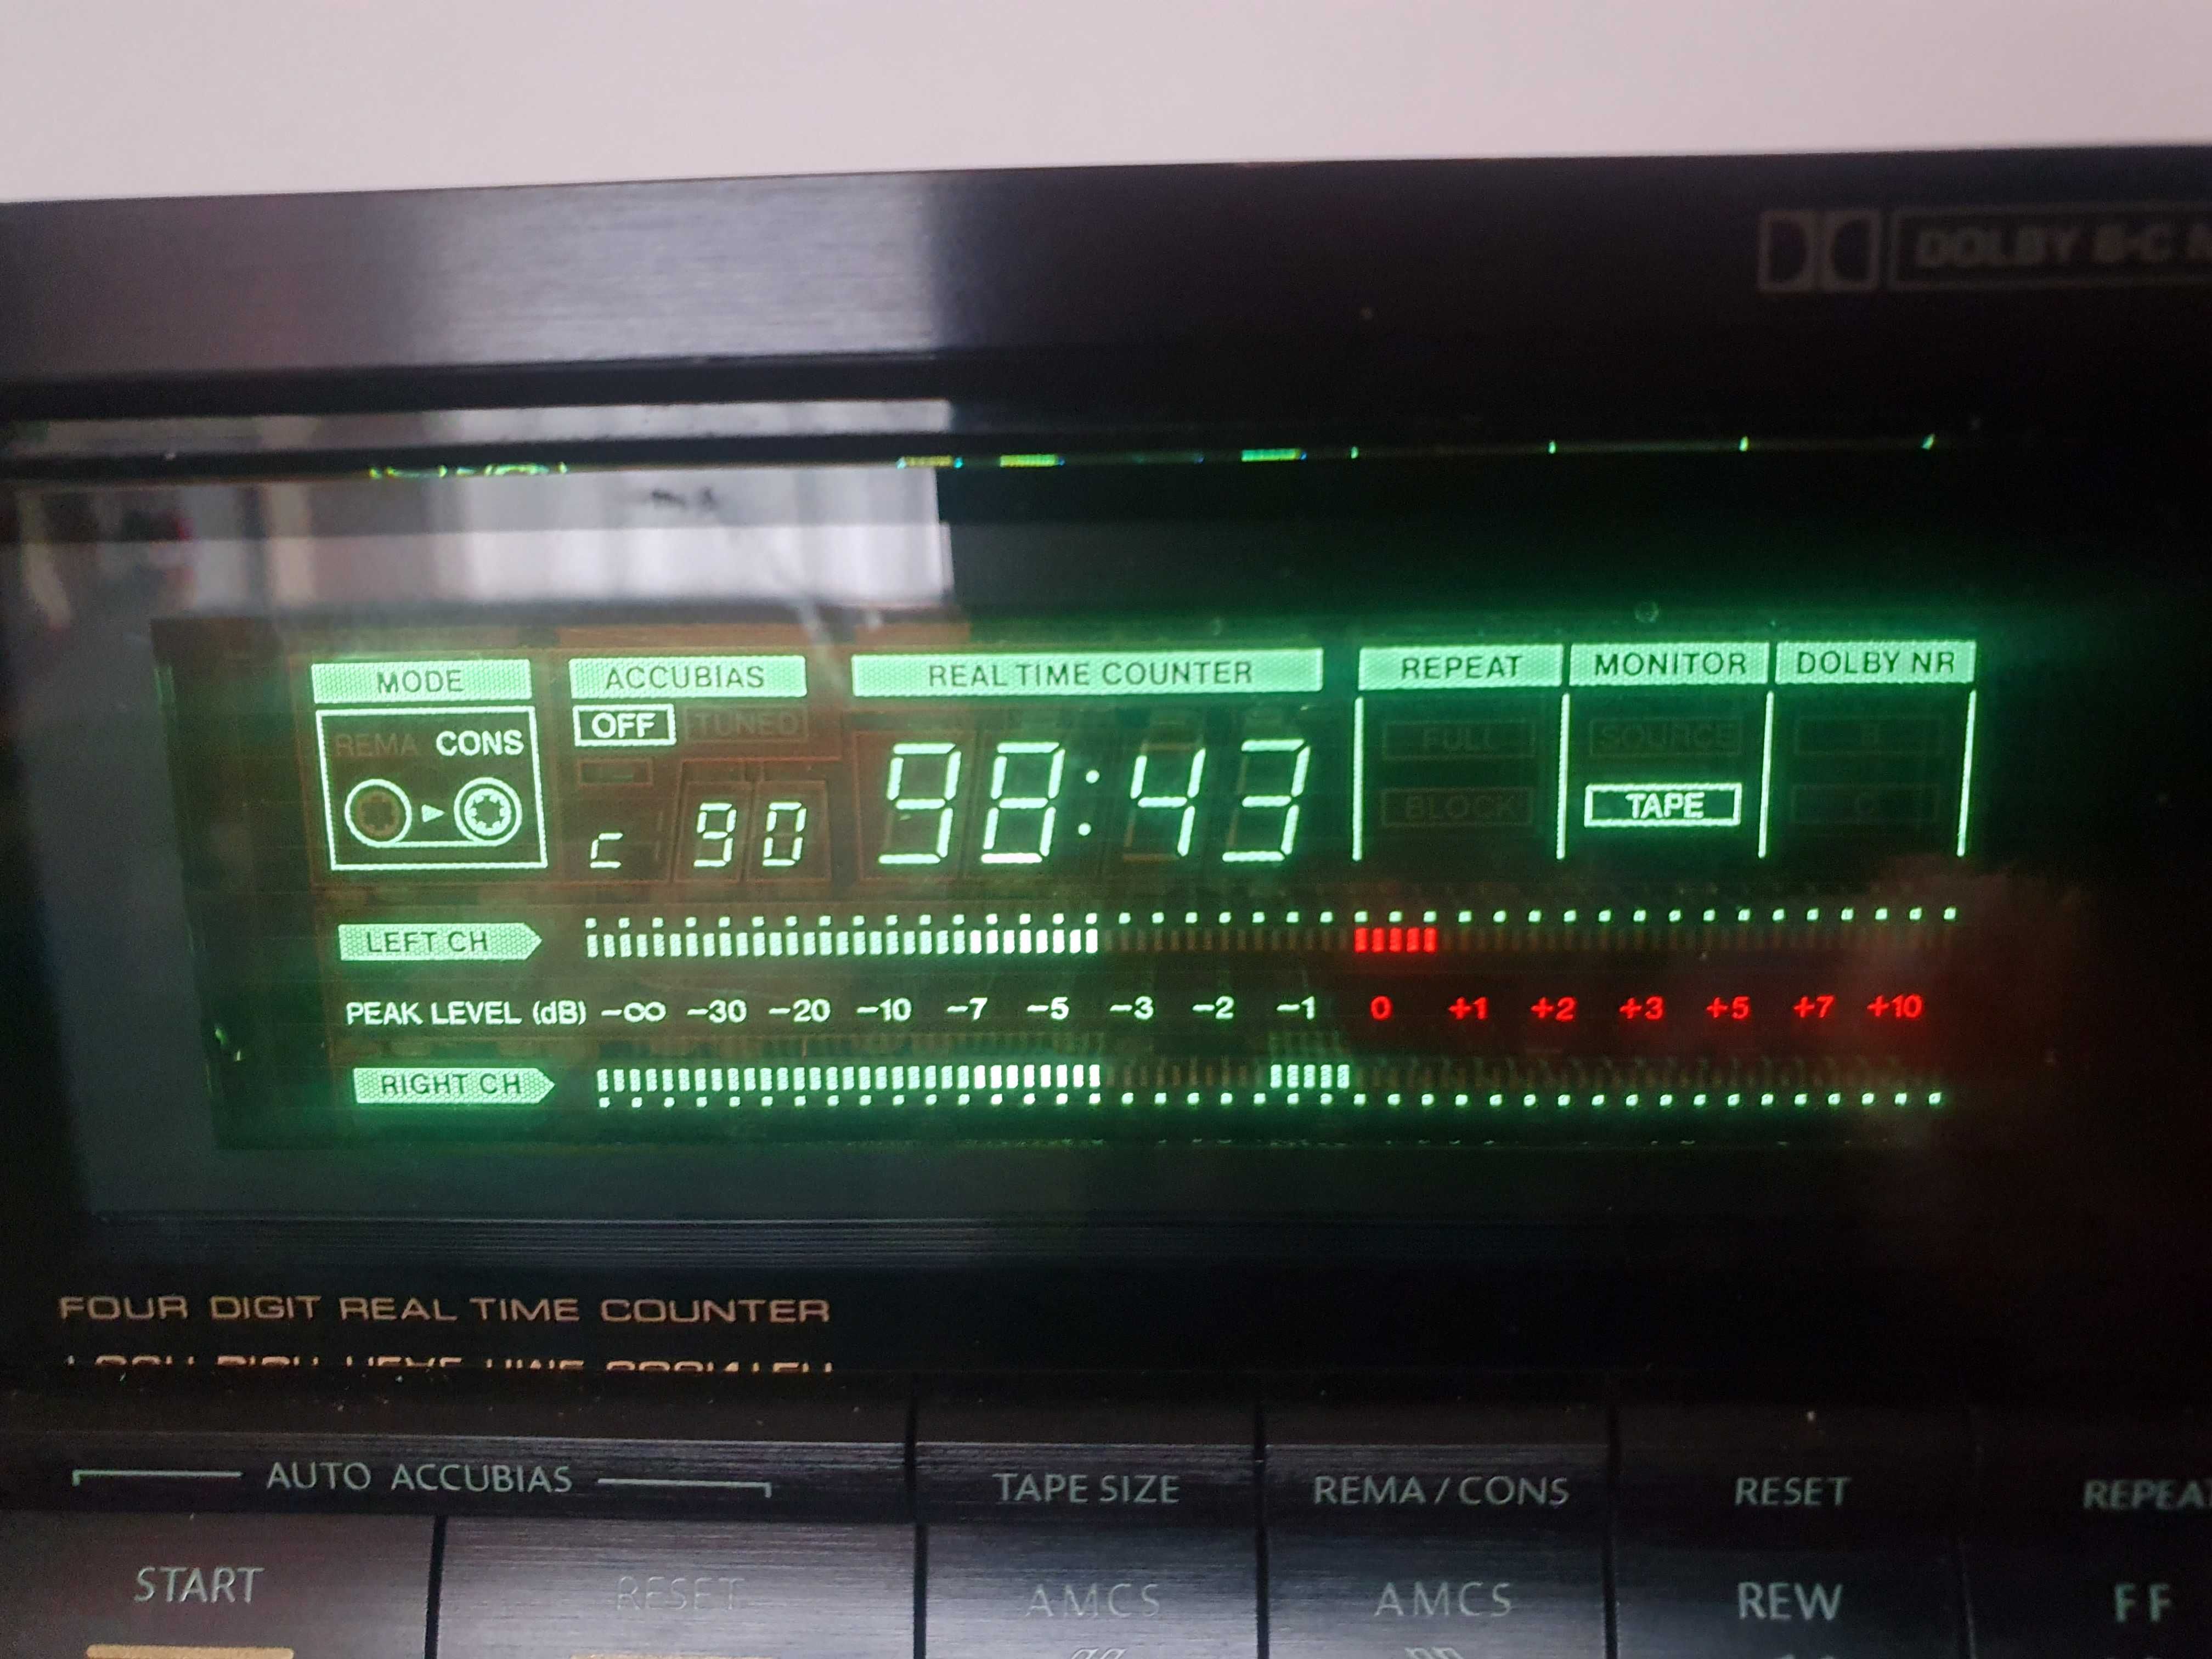 DOLBY B-C
MODE ACCUBIAS REAL TIME COUNTER REPEAT MONITOR DOLBY NR
REMA CONS OFF TUNED FULL SOURCE B
c 90 98:43 BLOCK TAPE C
LEFT CH
PEAK LEVEL (dB) -∞ -30 -20 -10 -7 -5 -3 -2 -1 0 +1 +2 +3 +5 +7 +10
RIGHT CH
FOUR DIGIT REAL TIME COUNTER
AUTO ACCUBIAS TAPE SIZE REMA/CONS RESET REPEAT
START RESET AMCS AMCS REW FF